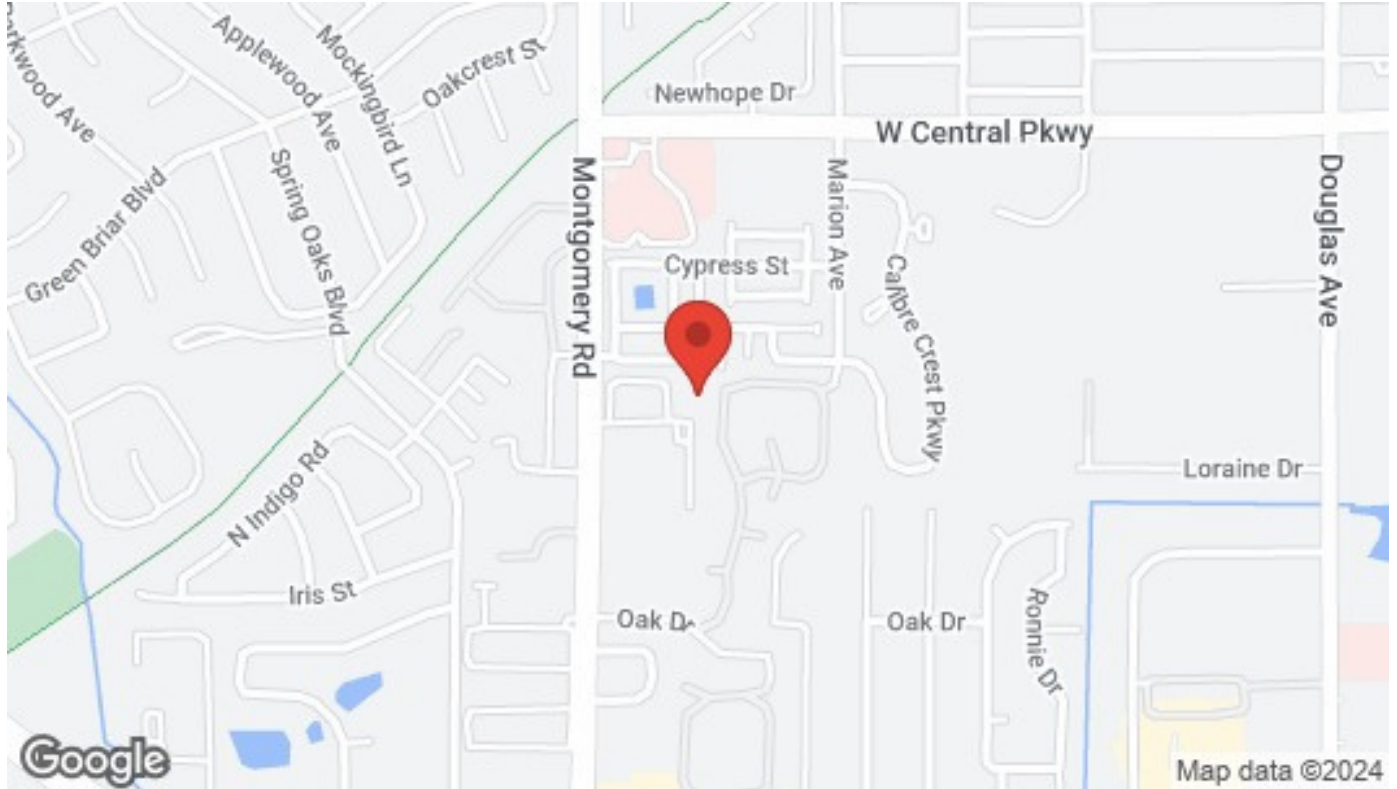 Parkwood Ave
Applewood Ave
Mockingbird Ln
Oakcrest St
Newhope Dr
W Central Pkwy
Green Briar Blvd
Spring Oaks Blvd
Montgomery Rd
Marion Ave
Douglas Ave
Cypress St
Calibre Crest Pkwy
N Indigo Rd
Loraine Dr
Iris St
Oak Dr
Oak Dr
Ronnie Dr
Google
Map data ©2024